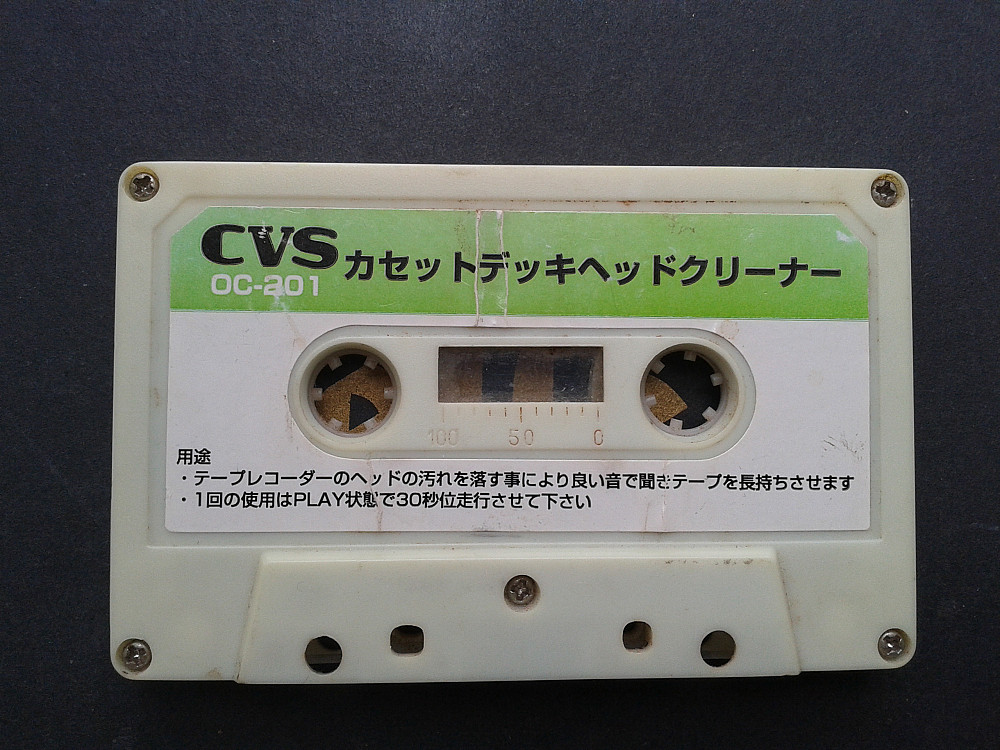 CVS カセットデッキヘッドクリーナー
OC-201
100 50 0
用途
・テープレコーダーのヘッドの汚れを落す事により良い音で聞きテープを長持ちさせます
・1回の使用はPLAY状態で30秒位走行させて下さい